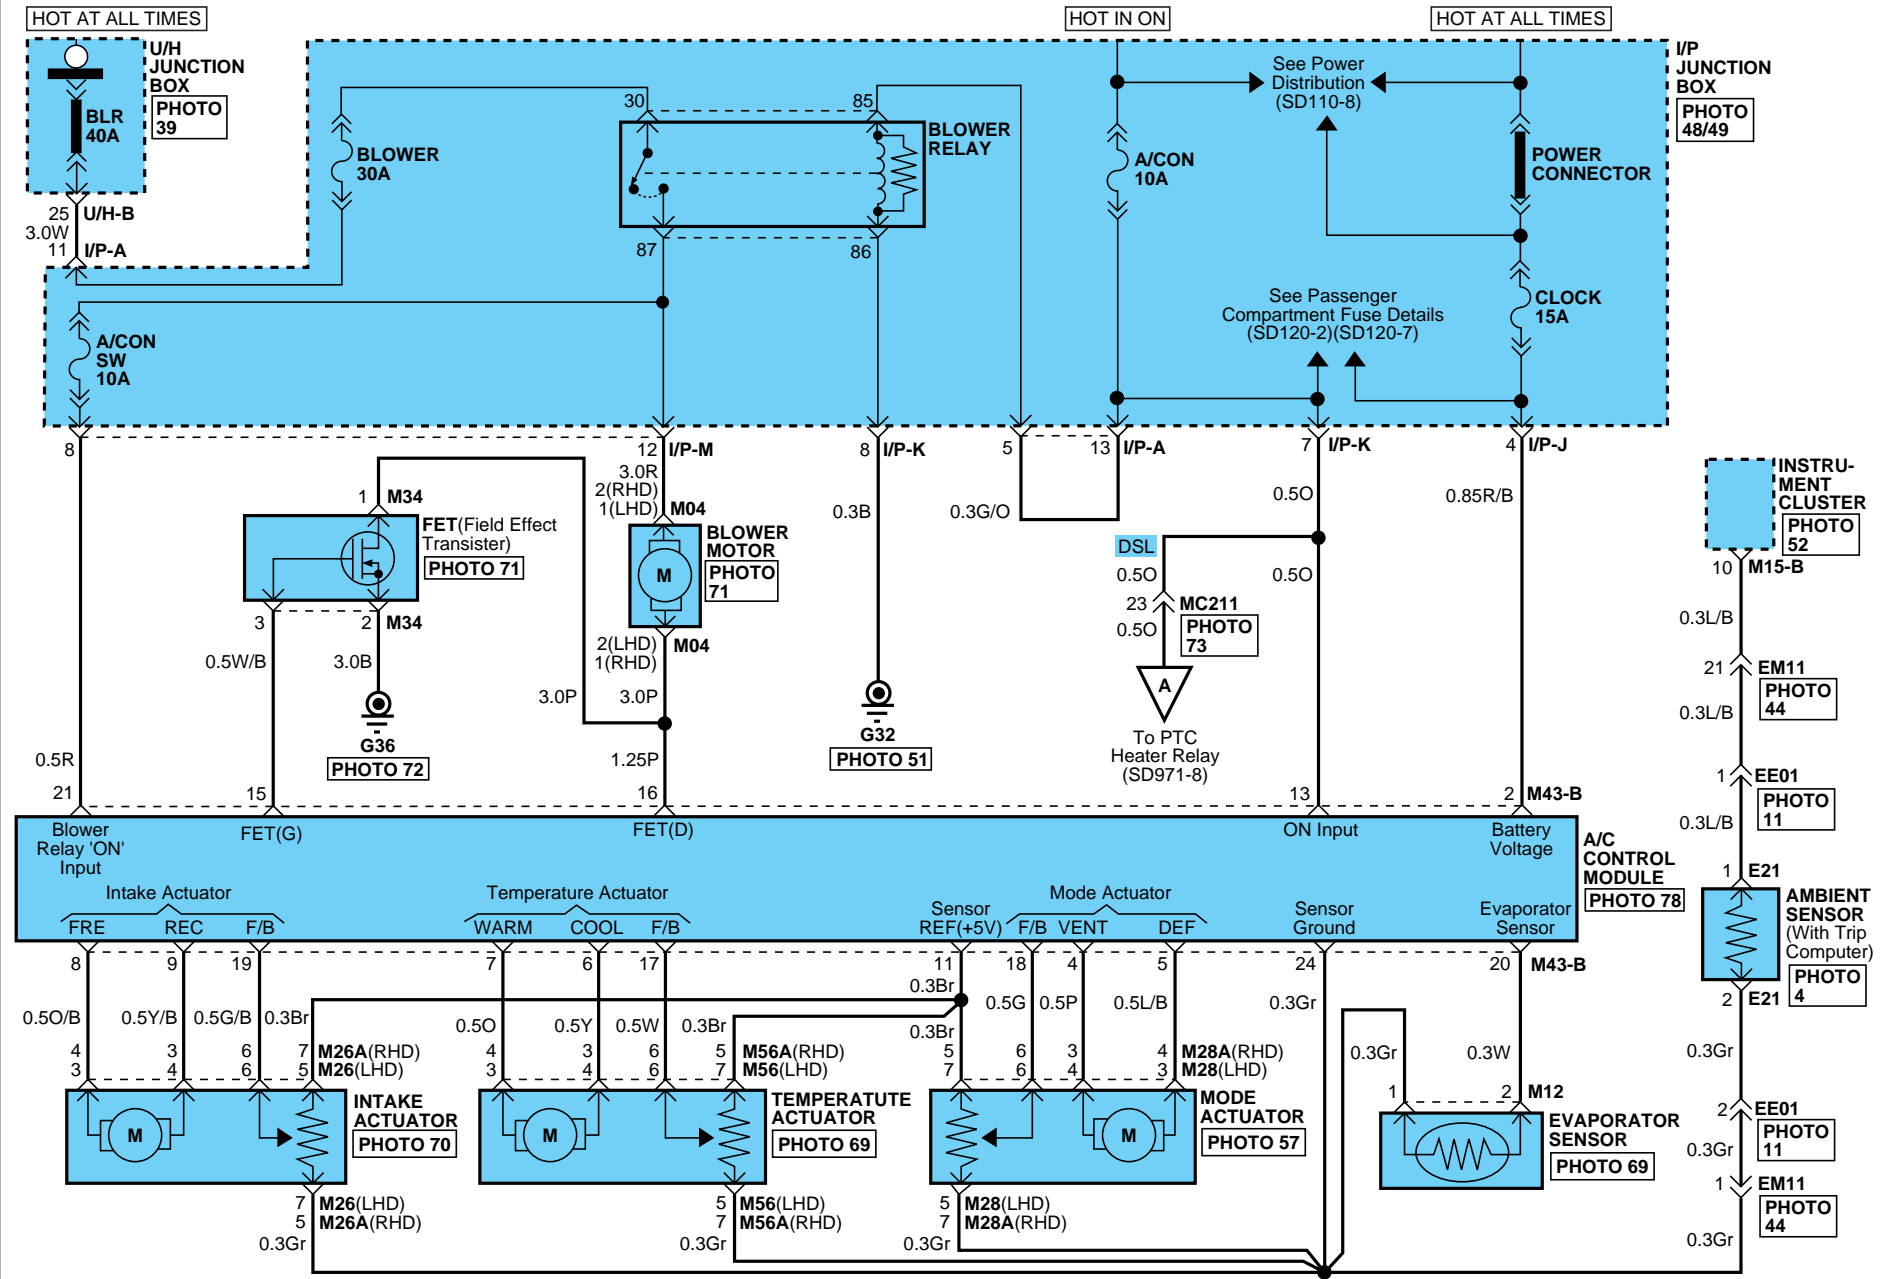 HOT AT ALL TIMES
HOT IN ON
HOT AT ALL TIMES
U/H
JUNCTION
BOX
PHOTO
39
BLR
40A
25
U/H-B
3.0W
11
I/P-A
BLOWER
30A
30
85
BLOWER
RELAY
87
86
A/CON
10A
See Power
Distribution
(SD110-8)
POWER
CONNECTOR
I/P
JUNCTION
BOX
PHOTO
48/49
See Passenger
Compartment Fuse Details
(SD120-2)(SD120-7)
CLOCK
15A
A/CON
SW
10A
8
12
I/P-M
8
I/P-K
5
13
I/P-A
7
I/P-K
4
I/P-J
3.0R
2(RHD)
1(LHD)
M04
1
M34
FET(Field Effect
Transister)
PHOTO 71
BLOWER
MOTOR
PHOTO
71
M
3
2
M34
2(LHD)
1(RHD)
M04
0.5W/B
3.0B
3.0P
3.0P
G36
PHOTO 72
0.3B
G32
PHOTO 51
0.3G/O
0.5O
DSL
0.5O
0.5O
23
MC211
0.5O
PHOTO
73
A
To PTC
Heater Relay
(SD971-8)
0.85R/B
INSTRU-
MENT
CLUSTER
PHOTO
52
10
M15-B
0.3L/B
21
EM11
PHOTO
44
0.3L/B
1
EE01
PHOTO
11
0.3L/B
1
E21
AMBIENT
SENSOR
(With Trip
Computer)
PHOTO
4
2
E21
0.3Gr
2
EE01
PHOTO
11
0.3Gr
1
EM11
PHOTO
44
0.3Gr
0.5R
1.25P
21
15
16
13
2
M43-B
Blower
Relay 'ON'
Input
FET(G)
FET(D)
ON Input
Battery
Voltage
A/C
CONTROL
MODULE
PHOTO 78
Intake Actuator
Temperature Actuator
Mode Actuator
FRE
REC
F/B
WARM
COOL
F/B
Sensor
REF(+5V)
F/B
VENT
DEF
Sensor
Ground
Evaporator
Sensor
8
9
19
7
6
17
11
18
4
5
24
20
M43-B
0.3Br
0.5O/B
0.5Y/B
0.5G/B
0.3Br
0.5O
0.5Y
0.5W
0.3Br
0.3Br
0.5G
0.5P
0.5L/B
0.3Gr
0.3Gr
0.3W
4
3
6
7
M26A(RHD)
3
4
6
5
M26(LHD)
4
3
6
5
M56A(RHD)
3
4
6
7
M56(LHD)
5
6
3
4
M28A(RHD)
7
6
4
3
M28(LHD)
1
2
M12
M
INTAKE
ACTUATOR
PHOTO 70
M
TEMPERATUTE
ACTUATOR
PHOTO 69
M
MODE
ACTUATOR
PHOTO 57
EVAPORATOR
SENSOR
PHOTO 69
7
M26(LHD)
5
M26A(RHD)
0.3Gr
5
M56(LHD)
7
M56A(RHD)
0.3Gr
5
M28(LHD)
7
M28A(RHD)
0.3Gr